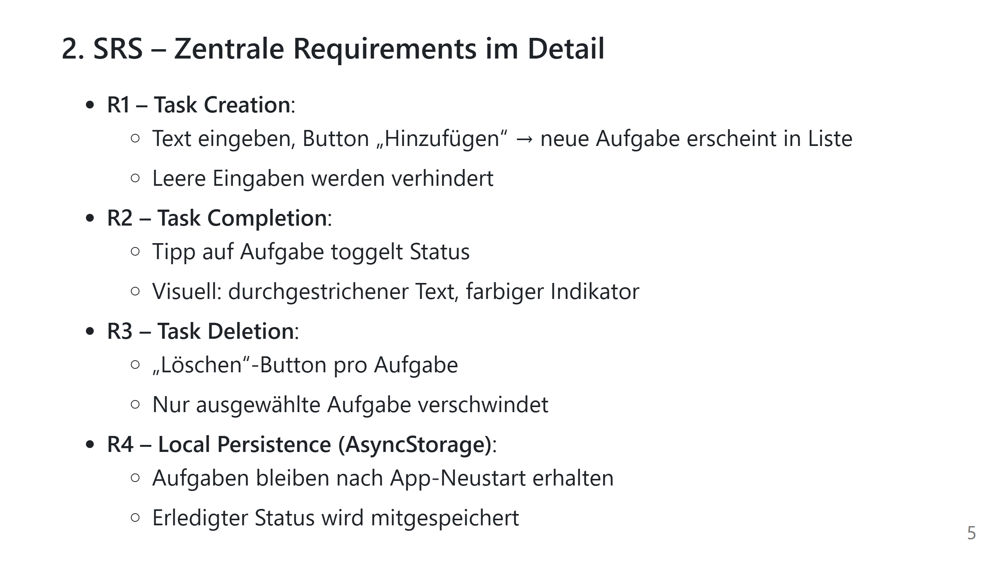 2. SRS – Zentrale Requirements im Detail
• R1 – Task Creation:
○ Text eingeben, Button „Hinzufügen“ → neue Aufgabe erscheint in Liste
○ Leere Eingaben werden verhindert
• R2 – Task Completion:
○ Tipp auf Aufgabe toggelt Status
○ Visuell: durchgestrichener Text, farbiger Indikator
• R3 – Task Deletion:
○ „Löschen“-Button pro Aufgabe
○ Nur ausgewählte Aufgabe verschwindet
• R4 – Local Persistence (AsyncStorage):
○ Aufgaben bleiben nach App-Neustart erhalten
○ Erledigter Status wird mitgespeichert
5